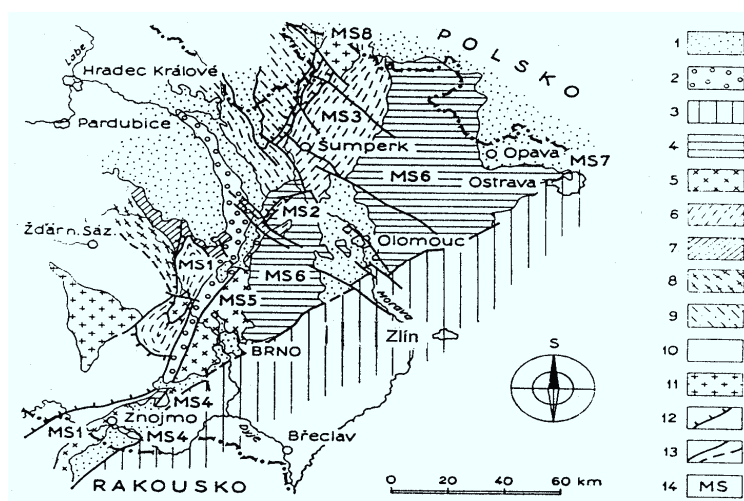 POLSKO
Labe
Hradec Králové
Pardubice
MS8
MS3
Šumperk
Opava
MS7
Ostrava
MS6
MS2
Olomouc
Žďár n. Sáz.
MS1
MS6
MS5
Morava
Zlín
BRNO
MS4
Znojmo
MS1
MS4
Dyje
Břeclav
RAKOUSKO
S
0 20 40 60 km
1
2
3
4
5
6
7
8
9
10
11
12
13
14 MS